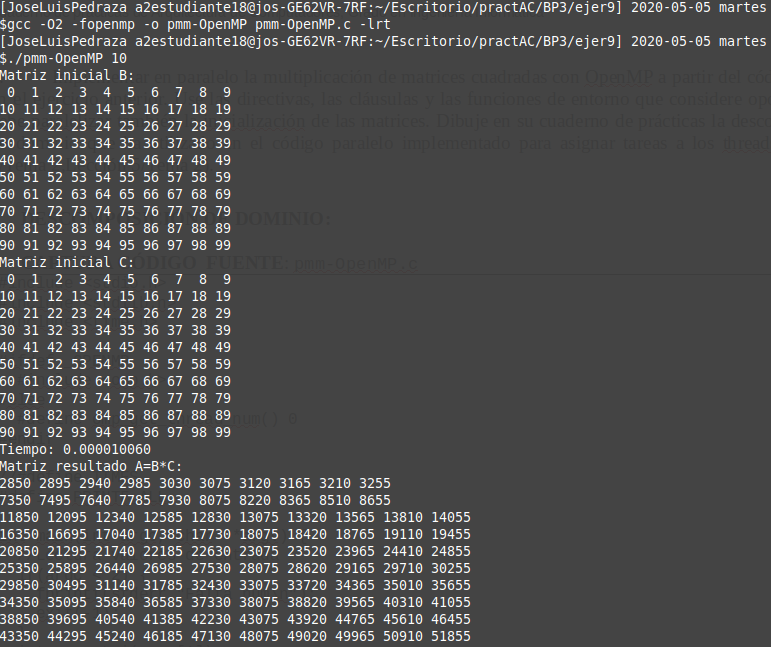 [JoseLuisPedraza a2estudiante18@jos-GE62VR-7RF:~/Escritorio/practAC/BP3/ejer9] 2020-05-05 martes
$gcc -O2 -fopenmp -o pmm-OpenMP pmm-OpenMP.c -lrt
[JoseLuisPedraza a2estudiante18@jos-GE62VR-7RF:~/Escritorio/practAC/BP3/ejer9] 2020-05-05 martes
$./pmm-OpenMP 10
Matriz inicial B:
0 1 2 3 4 5 6 7 8 9
10 11 12 13 14 15 16 17 18 19
20 21 22 23 24 25 26 27 28 29
30 31 32 33 34 35 36 37 38 39
40 41 42 43 44 45 46 47 48 49
50 51 52 53 54 55 56 57 58 59
60 61 62 63 64 65 66 67 68 69
70 71 72 73 74 75 76 77 78 79
80 81 82 83 84 85 86 87 88 89
90 91 92 93 94 95 96 97 98 99
Matriz inicial C:
0 1 2 3 4 5 6 7 8 9
10 11 12 13 14 15 16 17 18 19
20 21 22 23 24 25 26 27 28 29
30 31 32 33 34 35 36 37 38 39
40 41 42 43 44 45 46 47 48 49
50 51 52 53 54 55 56 57 58 59
60 61 62 63 64 65 66 67 68 69
70 71 72 73 74 75 76 77 78 79
80 81 82 83 84 85 86 87 88 89
90 91 92 93 94 95 96 97 98 99
Tiempo: 0.000010060
Matriz resultado A=B*C:
2850 2895 2940 2985 3030 3075 3120 3165 3210 3255
7350 7495 7640 7785 7930 8075 8220 8365 8510 8655
11850 12095 12340 12585 12830 13075 13320 13565 13810 14055
16350 16695 17040 17385 17730 18075 18420 18765 19110 19455
20850 21295 21740 22185 22630 23075 23520 23965 24410 24855
25350 25895 26440 26985 27530 28075 28620 29165 29710 30255
29850 30495 31140 31785 32430 33075 33720 34365 35010 35655
34350 35095 35840 36585 37330 38075 38820 39565 40310 41055
38850 39695 40540 41385 42230 43075 43920 44765 45610 46455
43350 44295 45240 46185 47130 48075 49020 49965 50910 51855